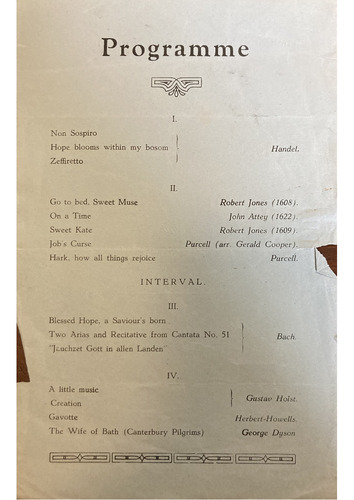 Programme
I.
Non Sospiro
Hope blooms within my bosom
Zeffiretto
Handel.
II.
Go to bed, Sweet Muse Robert Jones (1608).
On a Time John Attey (1622).
Sweet Kate Robert Jones (1609).
Job's Curse Purcell (arr. Gerald Cooper).
Hark, how all things rejoice Purcell.
INTERVAL.
III.
Blessed Hope, a Saviour's born
Two Arias and Recitative from Cantata No. 51
"Jauchzet Gott in allen Landen"
Bach.
IV.
A little music
Creation
Gustav Holst.
Gavotte Herbert-Howells.
The Wife of Bath (Canterbury Pilgrims) George Dyson